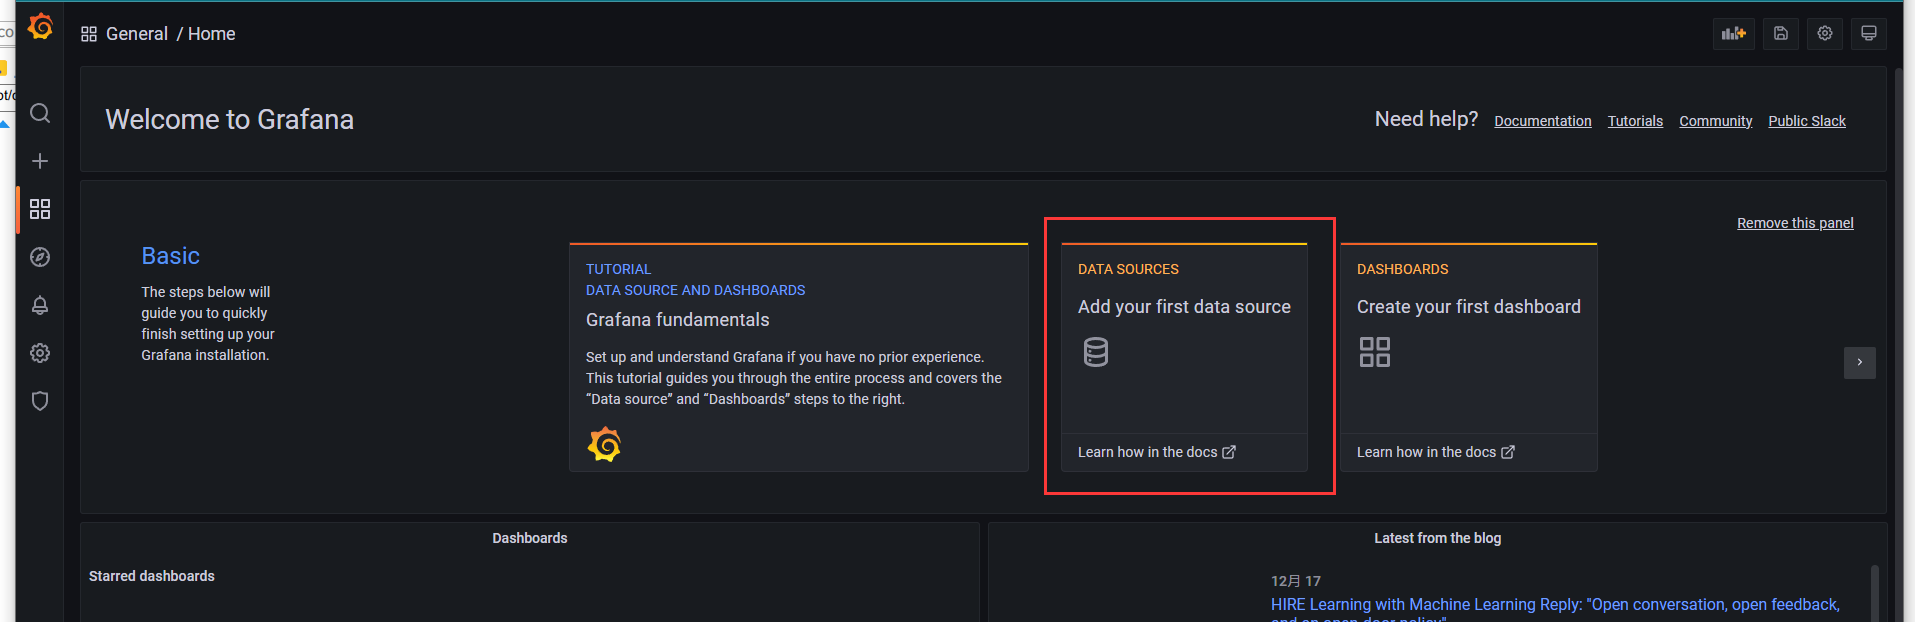 General / Home
Welcome to Grafana
Need help? Documentation Tutorials Community Public Slack
Remove this panel
Basic
The steps below will
guide you to quickly
finish setting up your
Grafana installation.
TUTORIAL
DATA SOURCE AND DASHBOARDS
Grafana fundamentals
Set up and understand Grafana if you have no prior experience.
This tutorial guides you through the entire process and covers the
“Data source” and “Dashboards” steps to the right.
DATA SOURCES
Add your first data source
Learn how in the docs
DASHBOARDS
Create your first dashboard
Learn how in the docs
Dashboards
Starred dashboards
Latest from the blog
12月 17
HIRE Learning with Machine Learning Reply: "Open conversation, open feedback,
and an open door policy"